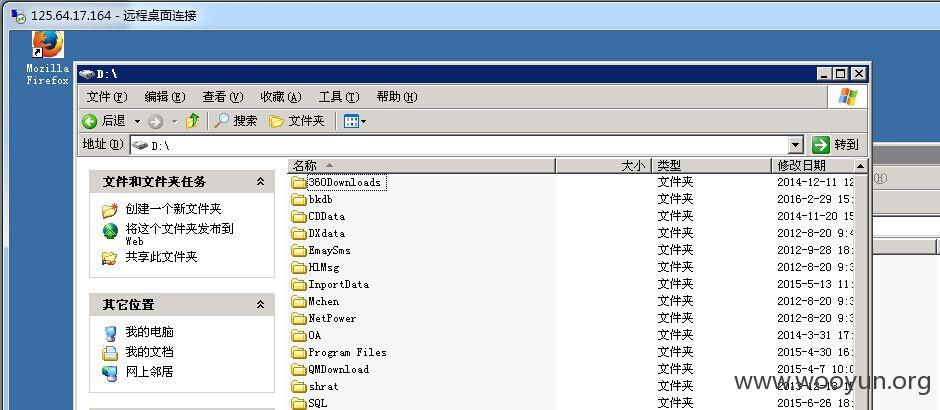 125.64.17.164 - 远程桌面连接
Mozilla
Firefox
D:\
文件(F) 编辑(E) 查看(V) 收藏(A) 工具(T) 帮助(H)
后退 搜索 文件夹
地址(D) D:\ 转到
文件和文件夹任务
创建一个新文件夹
将这个文件夹发布到
Web
共享此文件夹
其它位置
我的电脑
我的文档
网上邻居
名称 大小 类型 修改日期
360Downloads 文件夹 2014-12-11 12
bkdb 文件夹 2016-2-29 15:
CDData 文件夹 2014-11-20 15
DXdata 文件夹 2012-8-20 9:4
EmaySms 文件夹 2012-9-28 18:
HlMsg 文件夹 2012-8-20 9:3
InportData 文件夹 2015-5-13 11:
Mchen 文件夹 2012-8-20 9:3
NetPower 文件夹 2012-8-20 9:3
OA 文件夹 2014-3-31 17:
Program Files 文件夹 2015-4-30 16:
QMDownload 文件夹 2015-4-7 10:0
shrat 文件夹
SQL 文件夹 2015-6-26 18:
(H)
www.wooyun.org